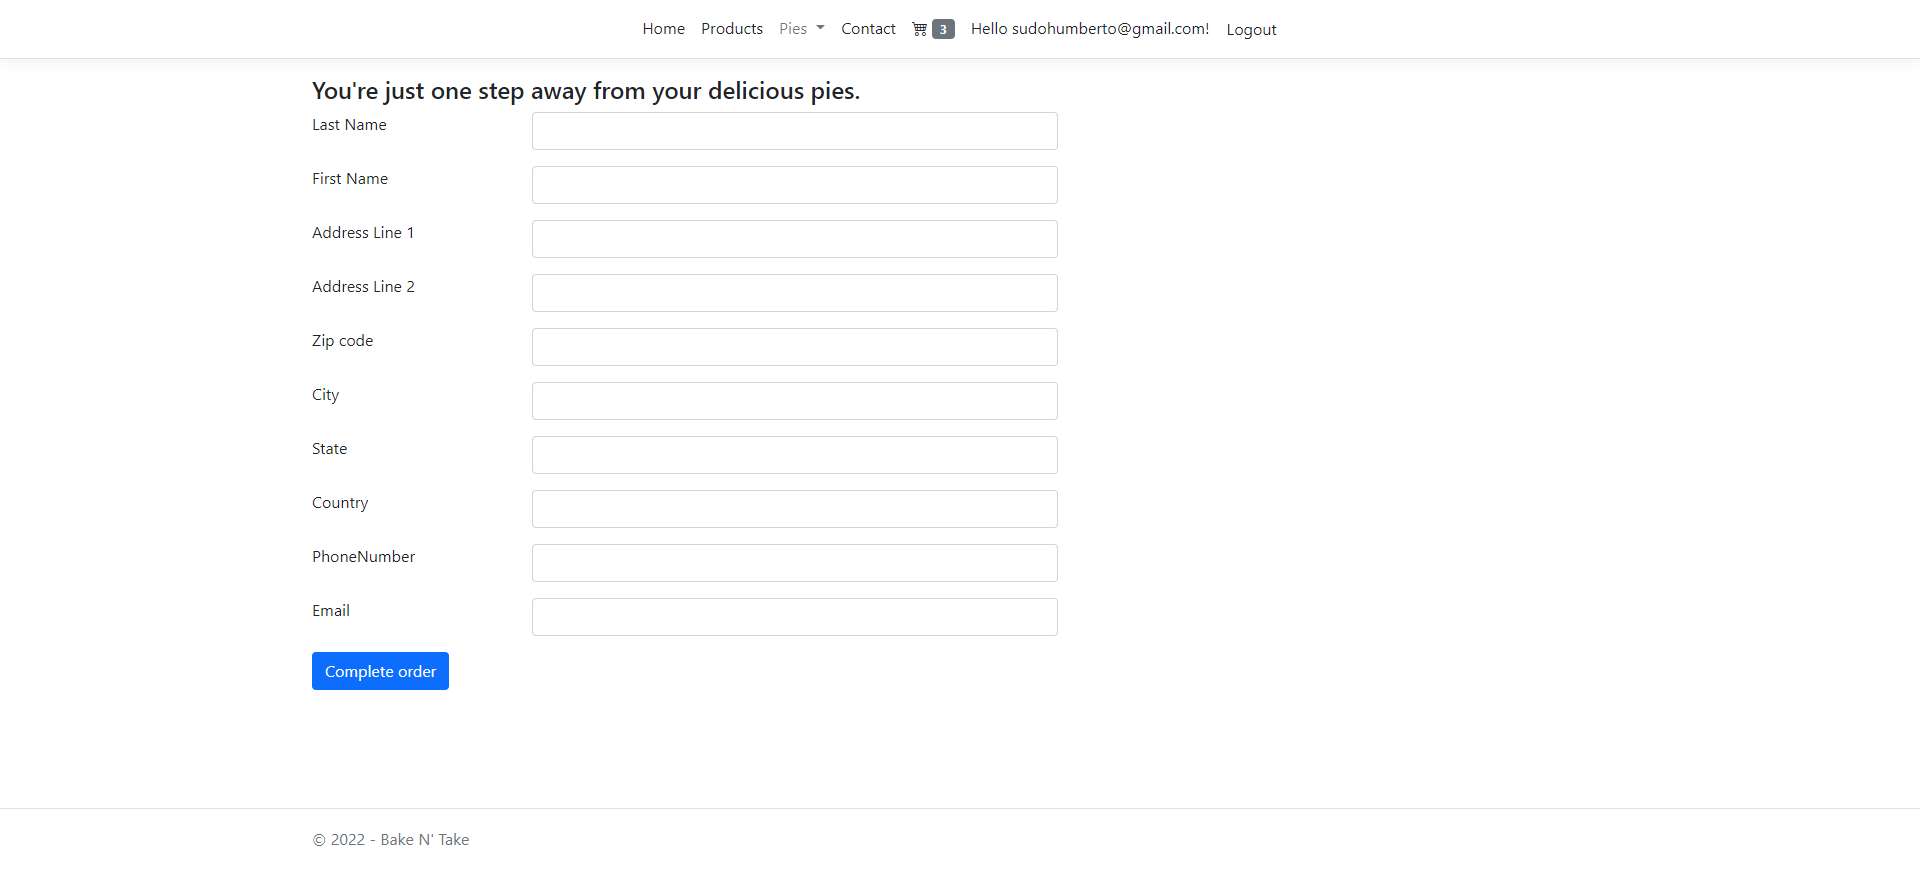 Home Products Pies Contact 3 Hello sudohumberto@gmail.com! Logout
You're just one step away from your delicious pies.
Last Name
First Name
Address Line 1
Address Line 2
Zip code
City
State
Country
PhoneNumber
Email
Complete order
© 2022 - Bake N' Take